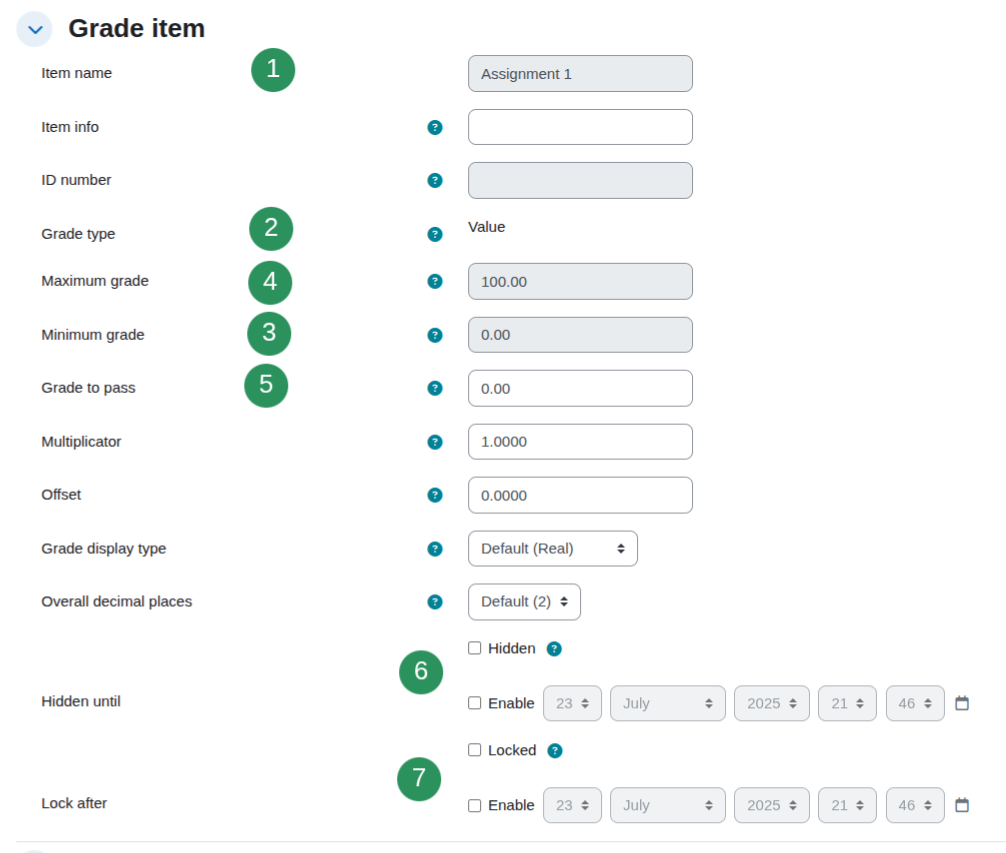 Grade item
Item name 1 Assignment 1
Item info ?
ID number ?
Grade type 2 ? Value
Maximum grade 4 ? 100.00
Minimum grade 3 ? 0.00
Grade to pass 5 ? 0.00
Multiplicator ? 1.0000
Offset ? 0.0000
Grade display type ? Default (Real)
Overall decimal places ? Default (2)
Hidden ?
6
Hidden until Enable 23 July 2025 21 46
Locked ?
7
Lock after Enable 23 July 2025 21 46